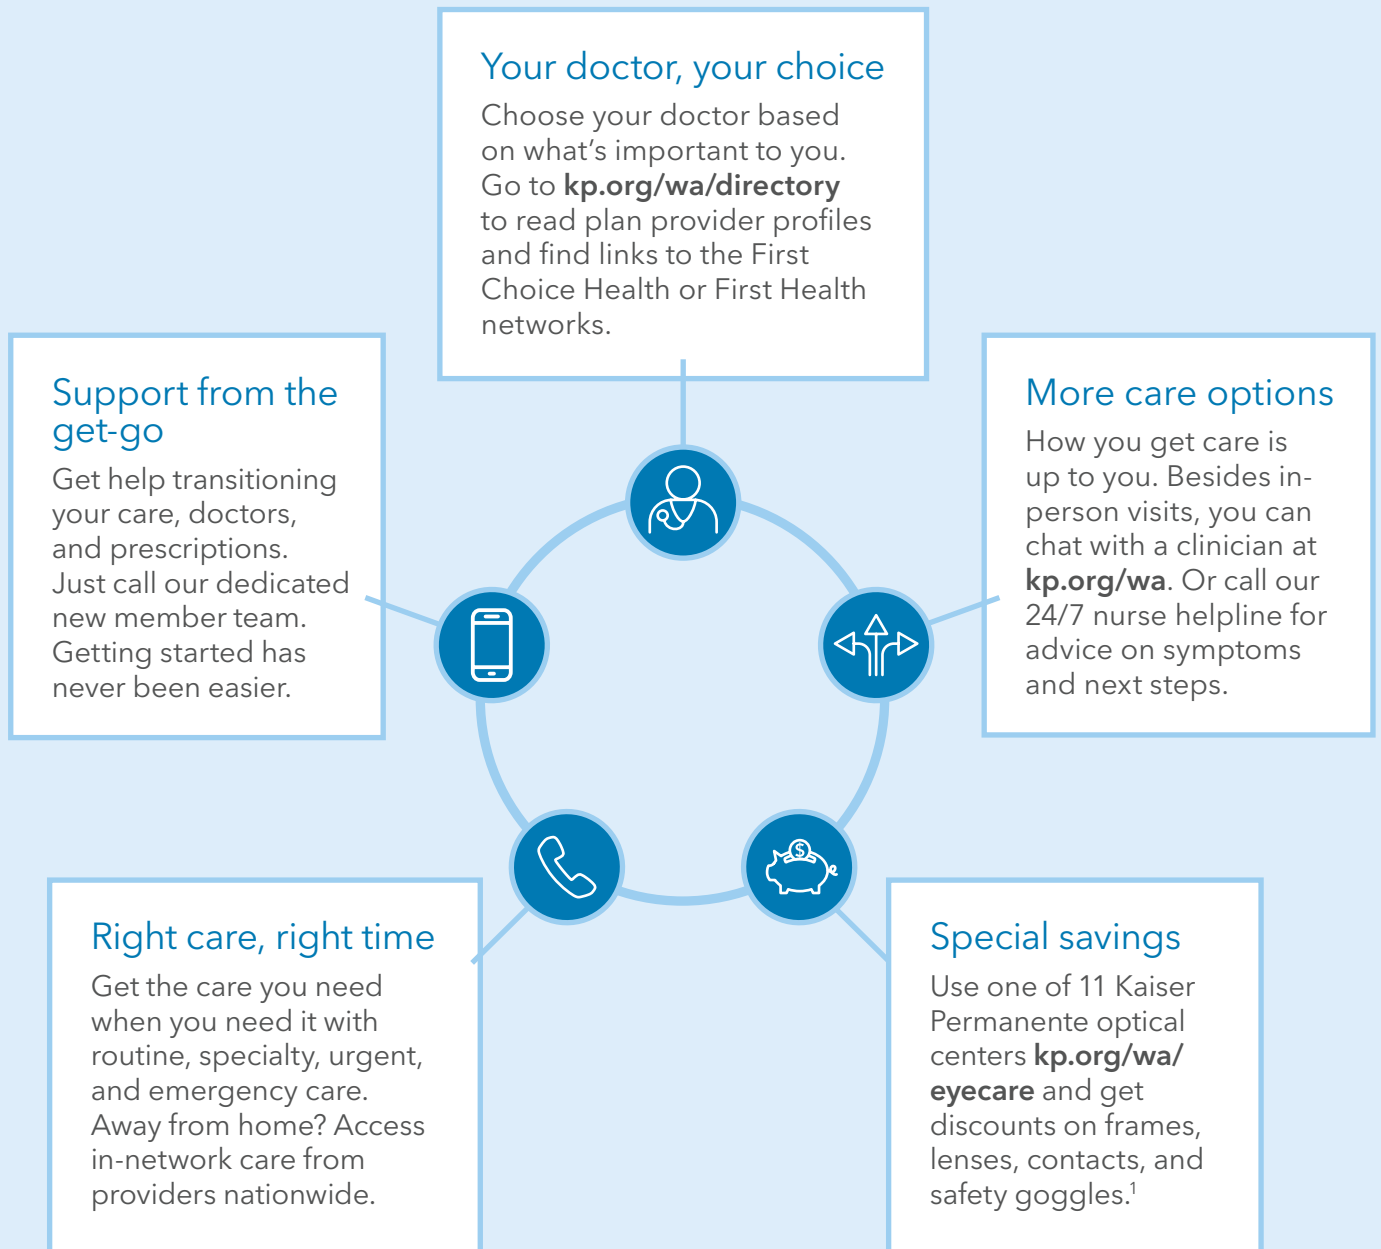 Your doctor, your choice
Choose your doctor based
on what's important to you.
Go to kp.org/wa/directory
to read plan provider profiles
and find links to the First
Choice Health or First Health
networks.
Support from the
get-go
Get help transitioning
your care, doctors,
and prescriptions.
Just call our dedicated
new member team.
Getting started has
never been easier.
More care options
How you get care is
up to you. Besides in-
person visits, you can
chat with a clinician at
kp.org/wa. Or call our
24/7 nurse helpline for
advice on symptoms
and next steps.
$
Right care, right time
Get the care you need
when you need it with
routine, specialty, urgent,
and emergency care.
Away from home? Access
in-network care from
providers nationwide.
Special savings
Use one of 11 Kaiser
Permanente optical
centers kp.org/wa/
eyecare and get
discounts on frames,
lenses, contacts, and
safety goggles.1